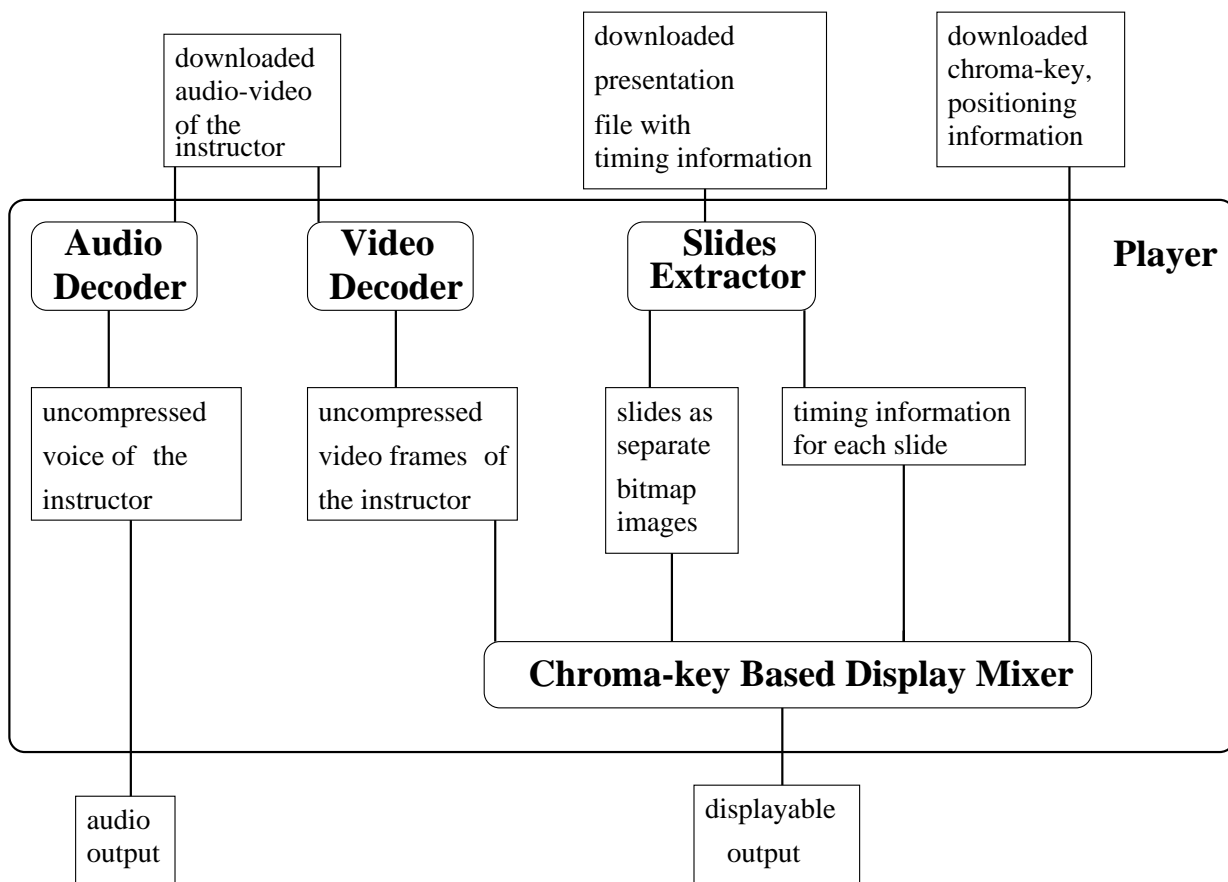 downloaded
audio-video
of the
instructor
downloaded
presentation
file with
timing information
downloaded
chroma-key,
positioning
information
Audio
Decoder
Video
Decoder
Slides
Extractor
Player
uncompressed
voice of the
instructor
uncompressed
video frames of
the instructor
slides as
separate
bitmap
images
timing information
for each slide
Chroma-key Based Display Mixer
audio
output
displayable
output